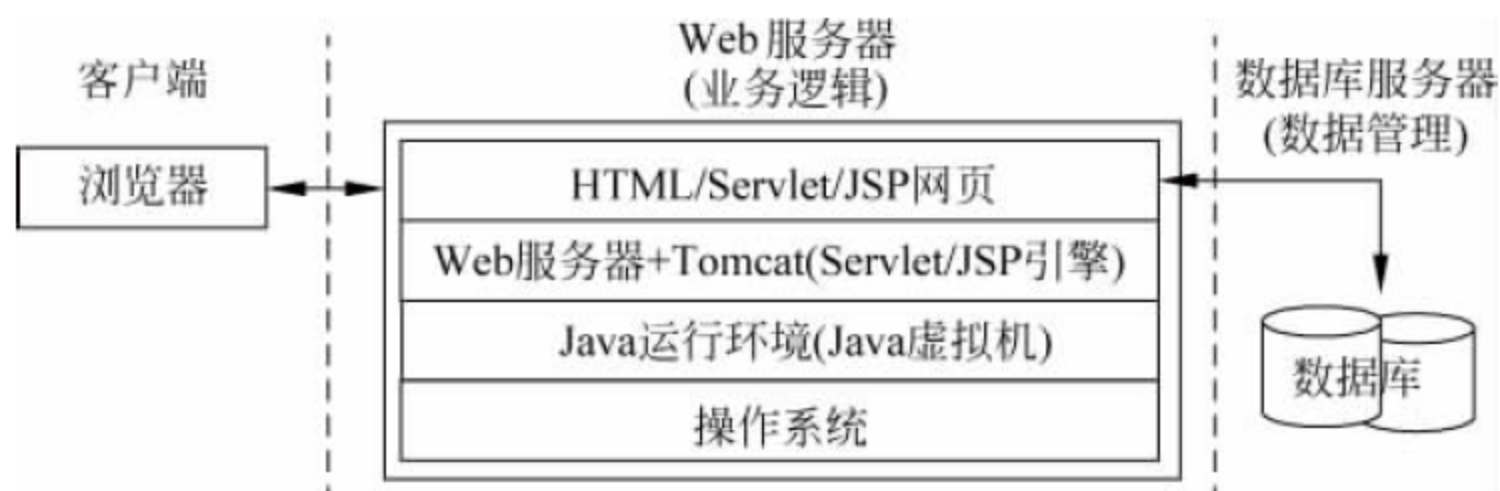 客户端
浏览器
Web服务器
(业务逻辑)
HTML/Servlet/JSP网页
Web服务器+Tomcat(Servlet/JSP引擎)
Java运行环境(Java虚拟机)
操作系统
数据库服务器
(数据管理)
数据库